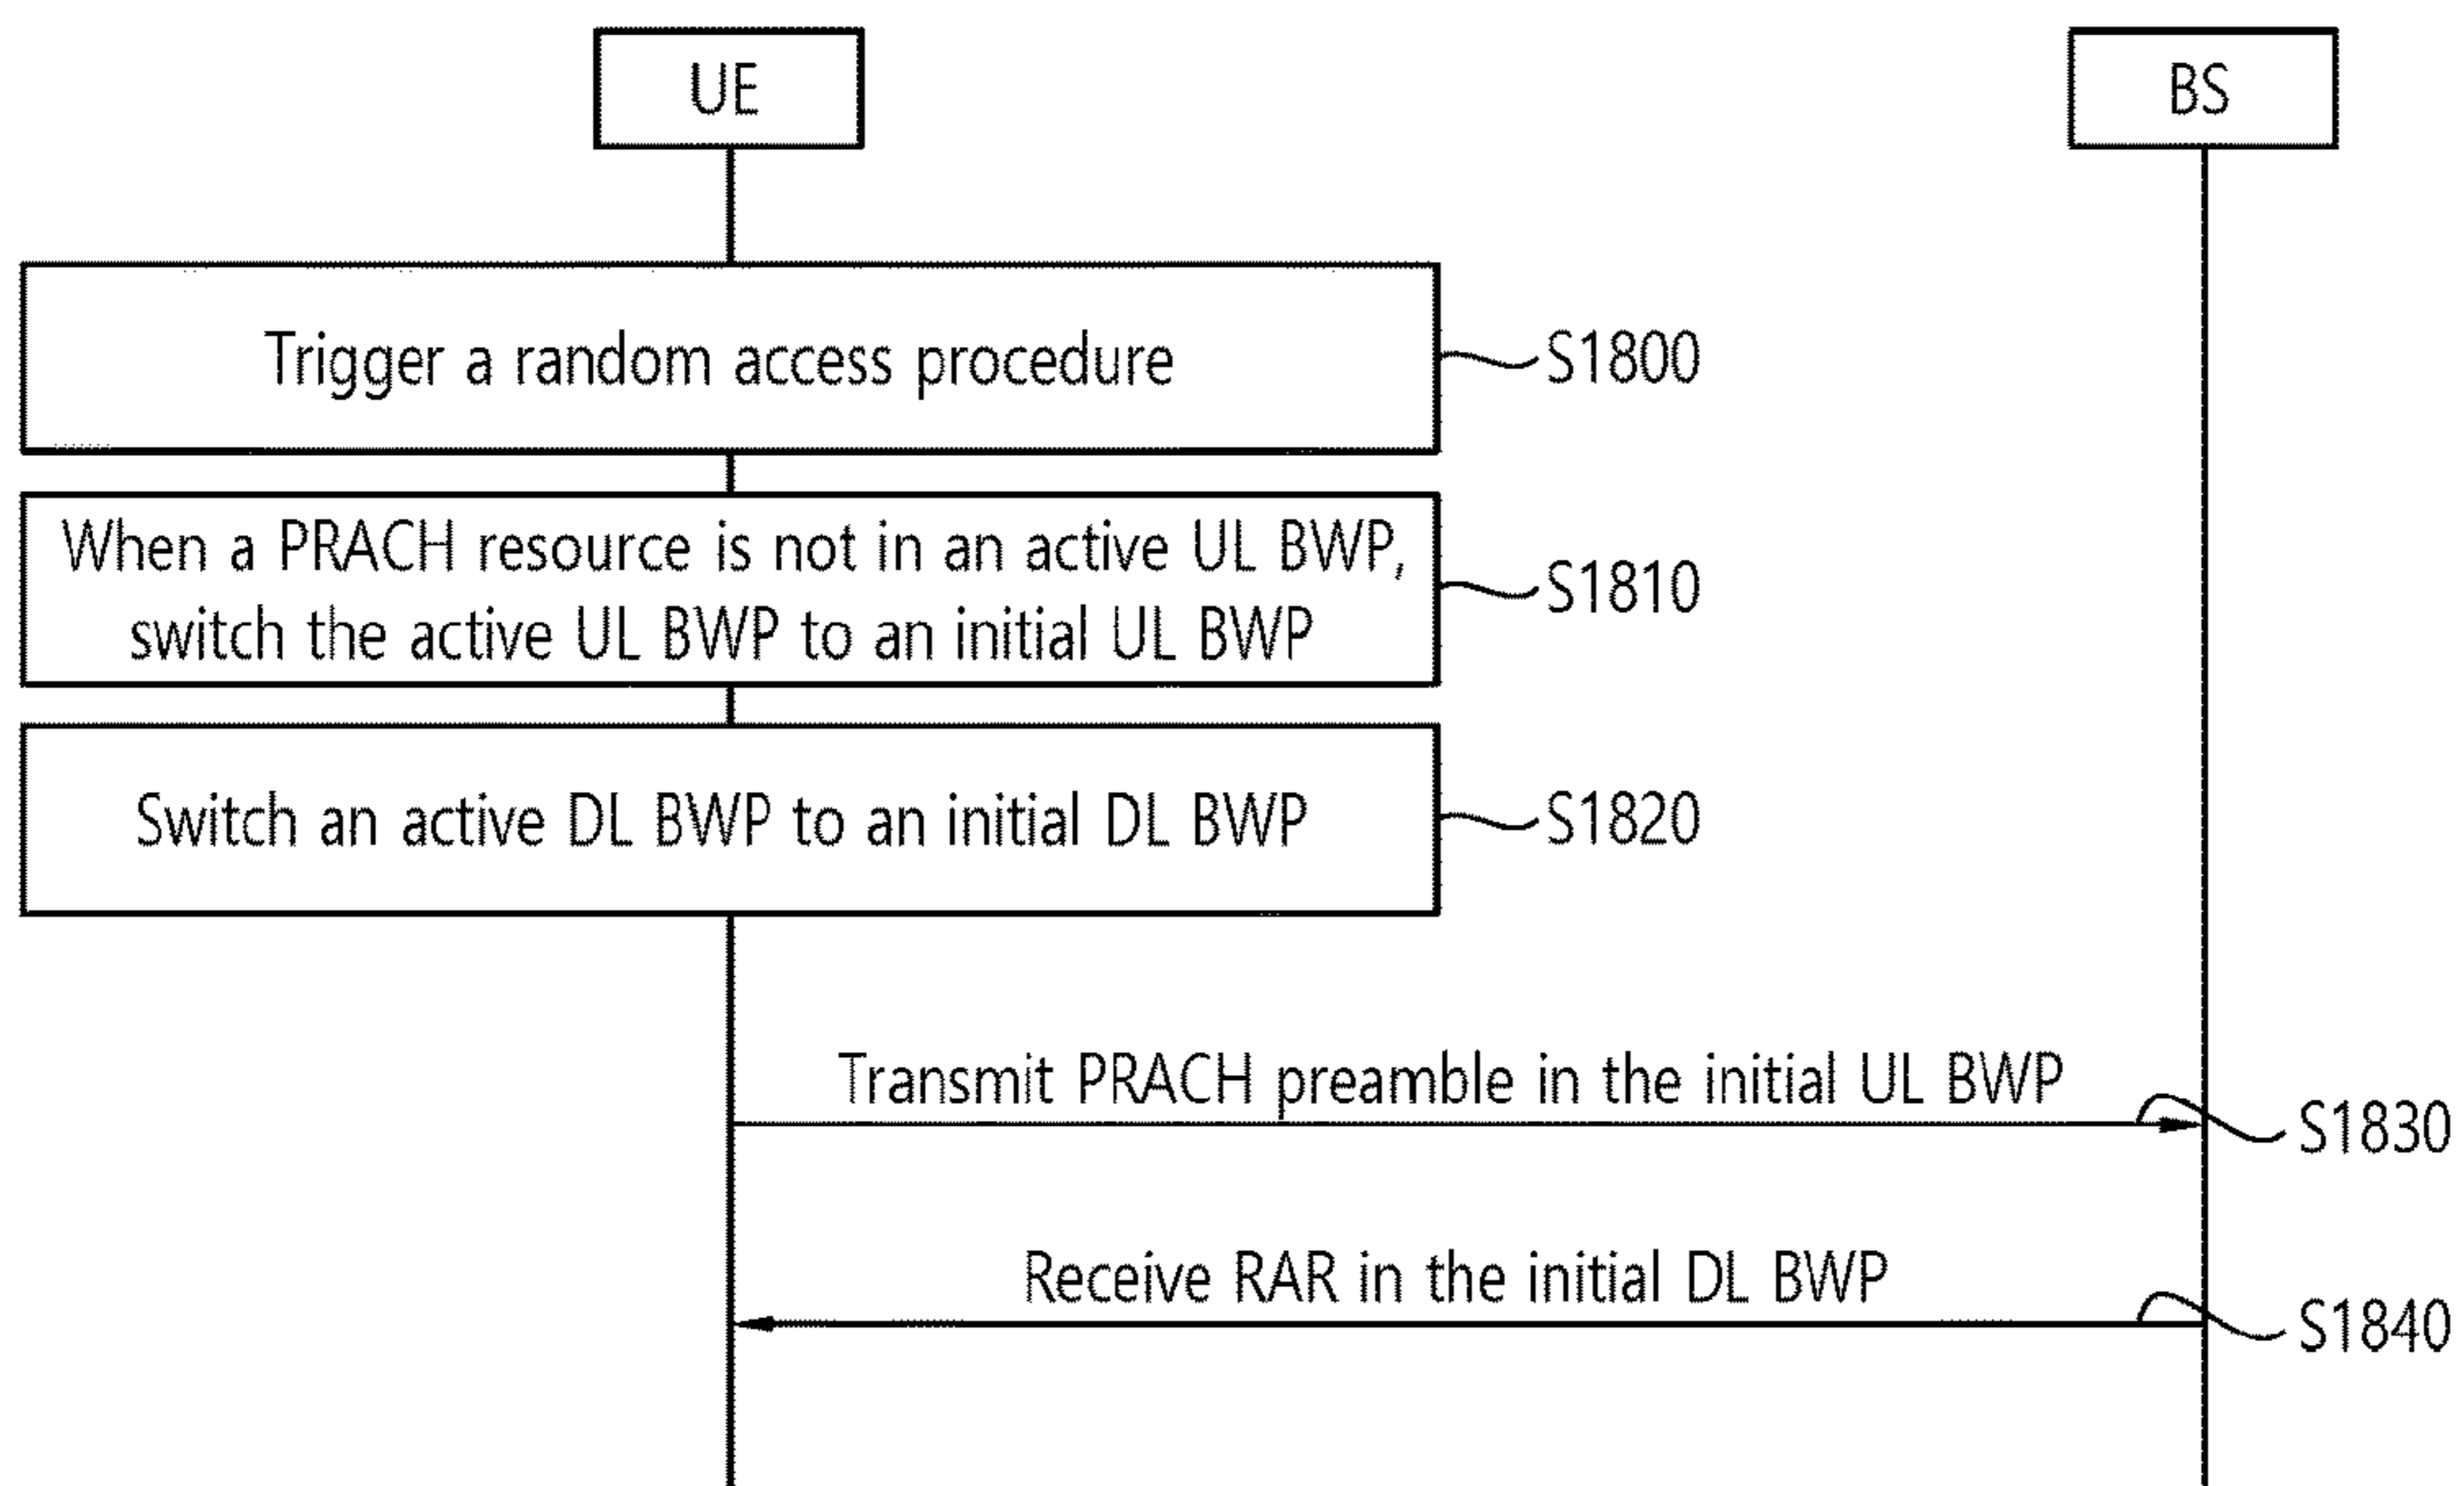 UE
BS
Trigger a random access procedure
S1800
When a PRACH resource is not in an active UL BWP,
switch the active UL BWP to an initial UL BWP
S1810
Switch an active DL BWP to an initial DL BWP
S1820
Transmit PRACH preamble in the initial UL BWP
S1830
Receive RAR in the initial DL BWP
S1840